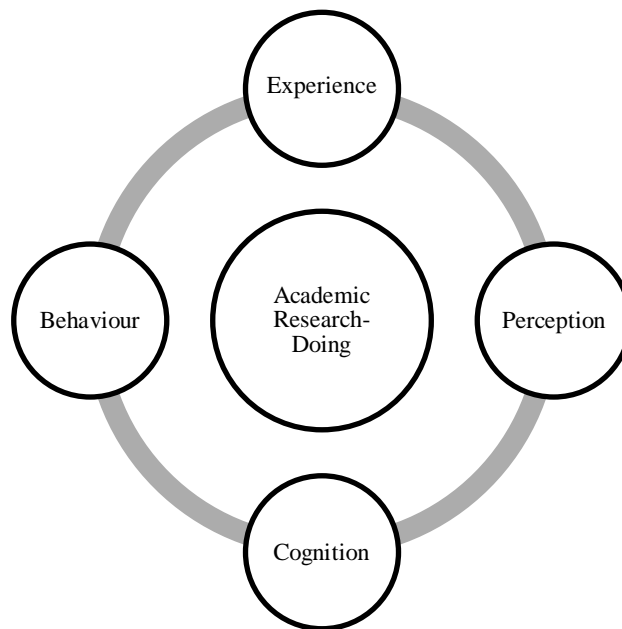 Experience
Behaviour
Academic
Research-
Doing
Perception
Cognition